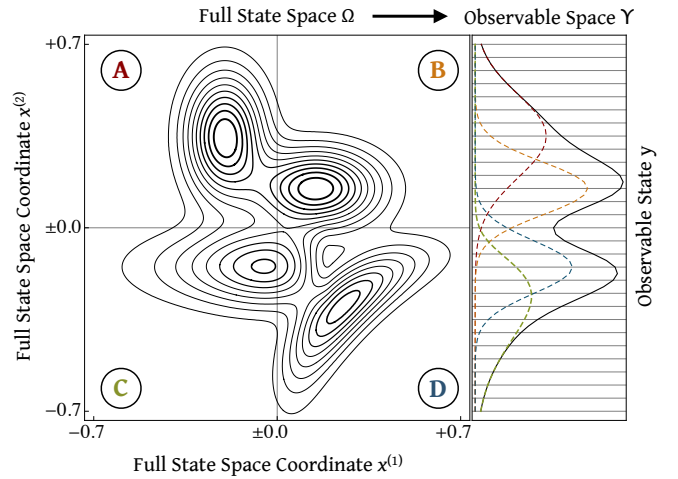 Full State Space Ω → Observable Space ϒ
+0.7
A
B
Full State Space Coordinate x⁽²⁾
±0.0
Observable State y
C
D
−0.7
−0.7 ±0.0 +0.7
Full State Space Coordinate x⁽¹⁾